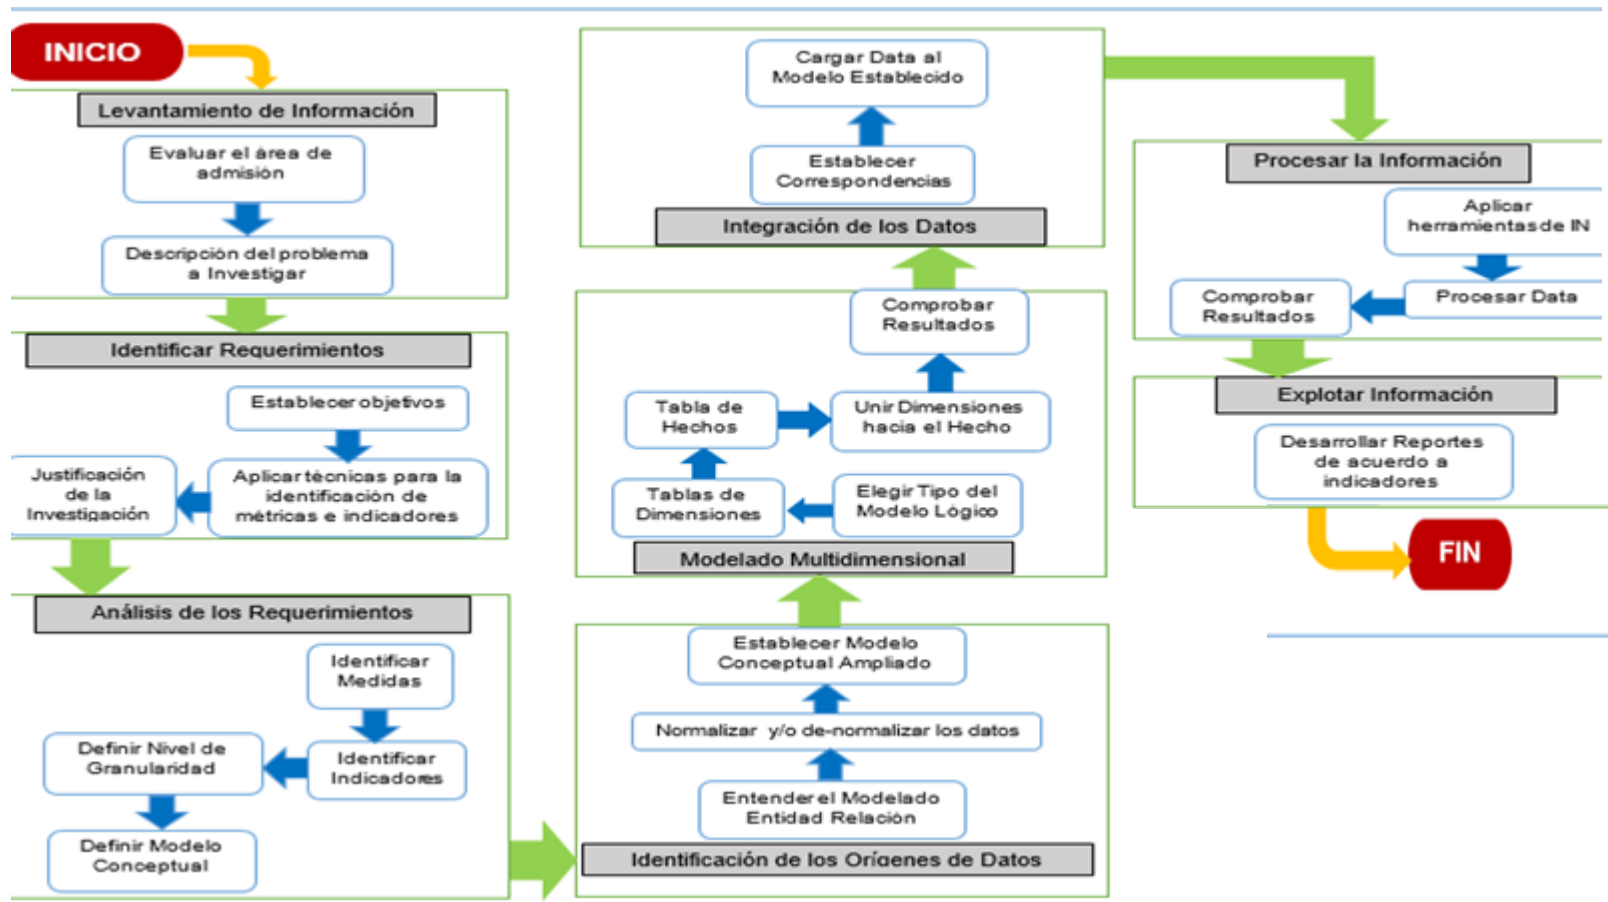 INICIO
Levantamiento de Información
Evaluar el área de
admisión
Descripción del problema
a Investigar
Identificar Requerimientos
Establecer objetivos
Aplicar técnicas para la
identificación de
métricas e indicadores
Justificación
de la
Investigación
Análisis de los Requerimientos
Identificar
Medidas
Identificar
Indicadores
Definir Nivel de
Granularidad
Definir Modelo
Conceptual
Identificación de los Orígenes de Datos
Entender el Modelado
Entidad Relación
Normalizar y/o de-normalizar los datos
Establecer Modelo
Conceptual Ampliado
Modelado Multidimensional
Elegir Tipo del
Modelo Lógico
Tablas de
Dimensiones
Tabla de
Hechos
Unir Dimensiones
hacia el Hecho
Comprobar
Resultados
Integración de los Datos
Establecer
Correspondencias
Cargar Data al
Modelo Establecido
Procesar la Información
Aplicar
herramientas de IN
Procesar Data
Comprobar
Resultados
Explotar Información
Desarrollar Reportes
de acuerdo a
indicadores
FIN